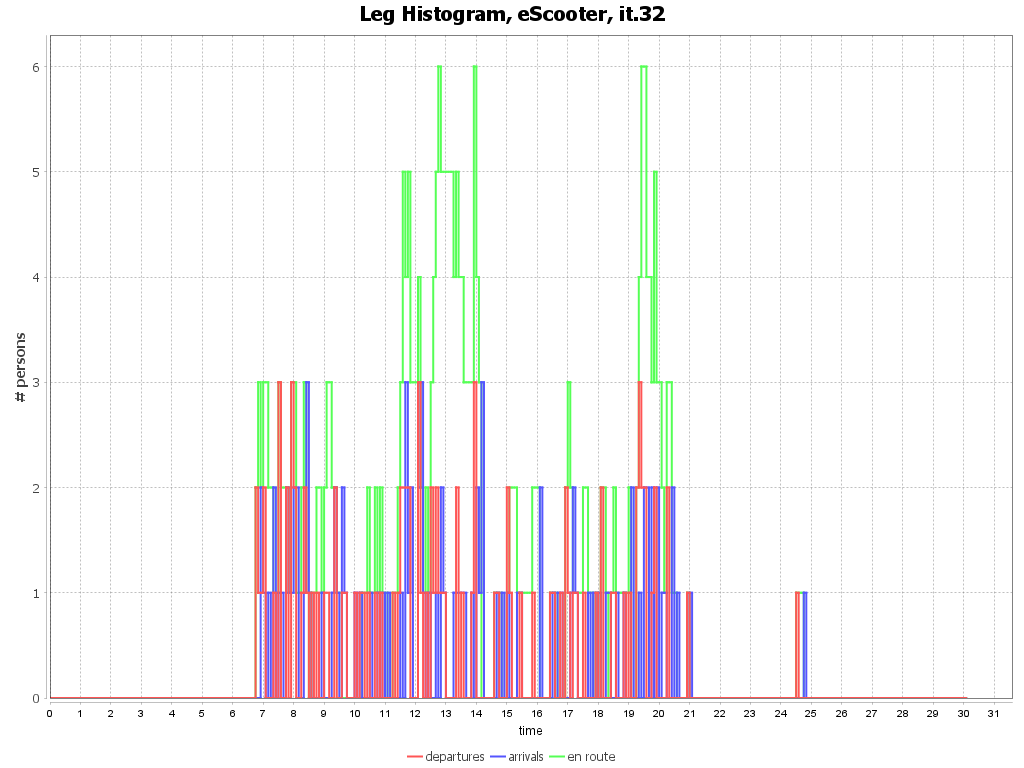 Leg Histogram, eScooter, it.32
# persons
6
5
4
3
2
1
0
0 1 2 3 4 5 6 7 8 9 10 11 12 13 14 15 16 17 18 19 20 21 22 23 24 25 26 27 28 29 30 31
time
departures arrivals en route